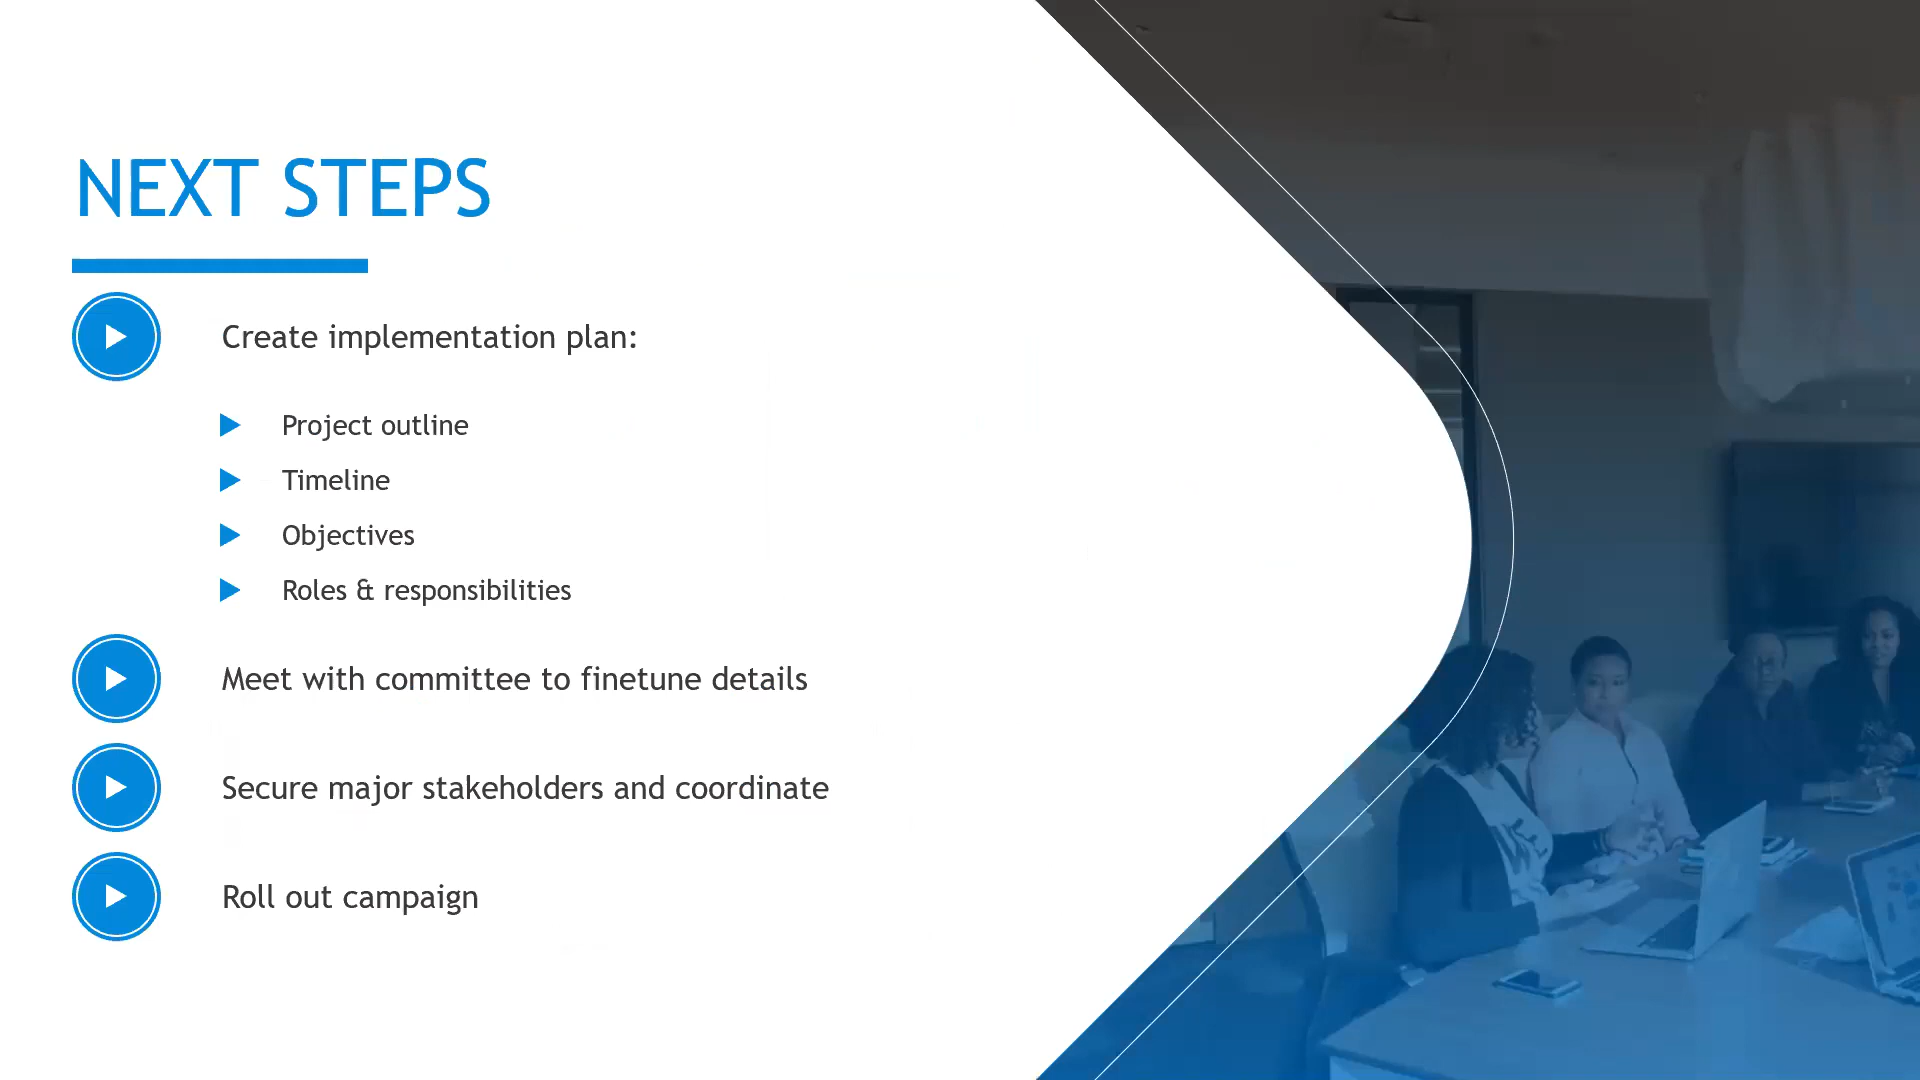 NEXT STEPS
Create implementation plan:
Project outline
Timeline
Objectives
Roles & responsibilities
Meet with committee to finetune details
Secure major stakeholders and coordinate
Roll out campaign